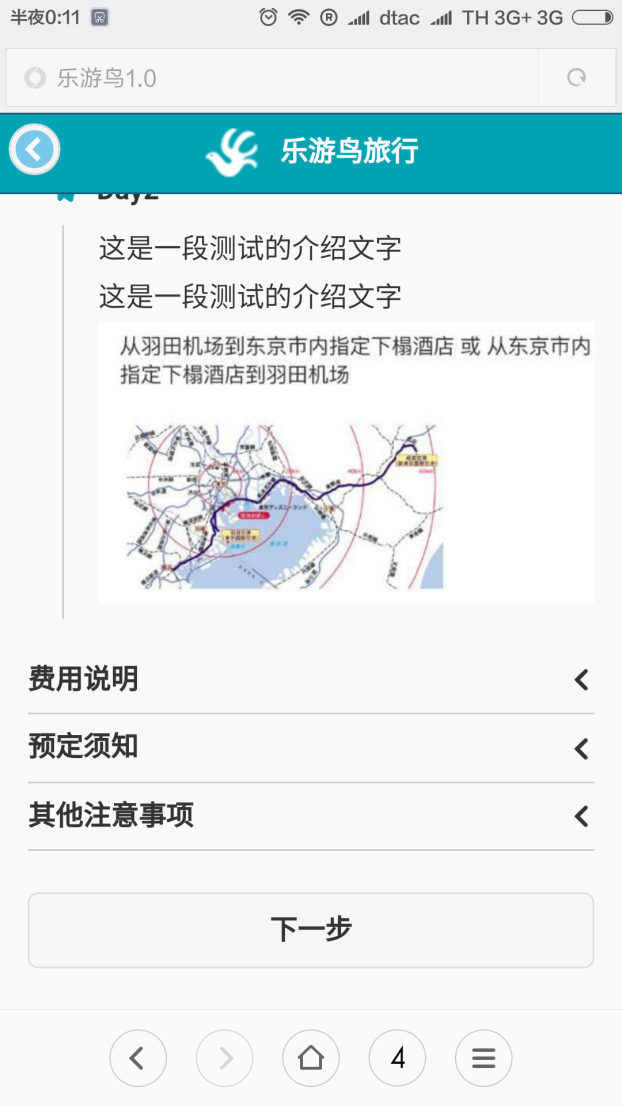 半夜0:11
R dtac TH 3G+ 3G
乐游鸟1.0
乐游鸟旅行
Day2
这是一段测试的介绍文字
这是一段测试的介绍文字
从羽田机场到东京市内指定下榻酒店 或 从东京市内
指定下榻酒店到羽田机场
费用说明
预定须知
其他注意事项
下一步
4